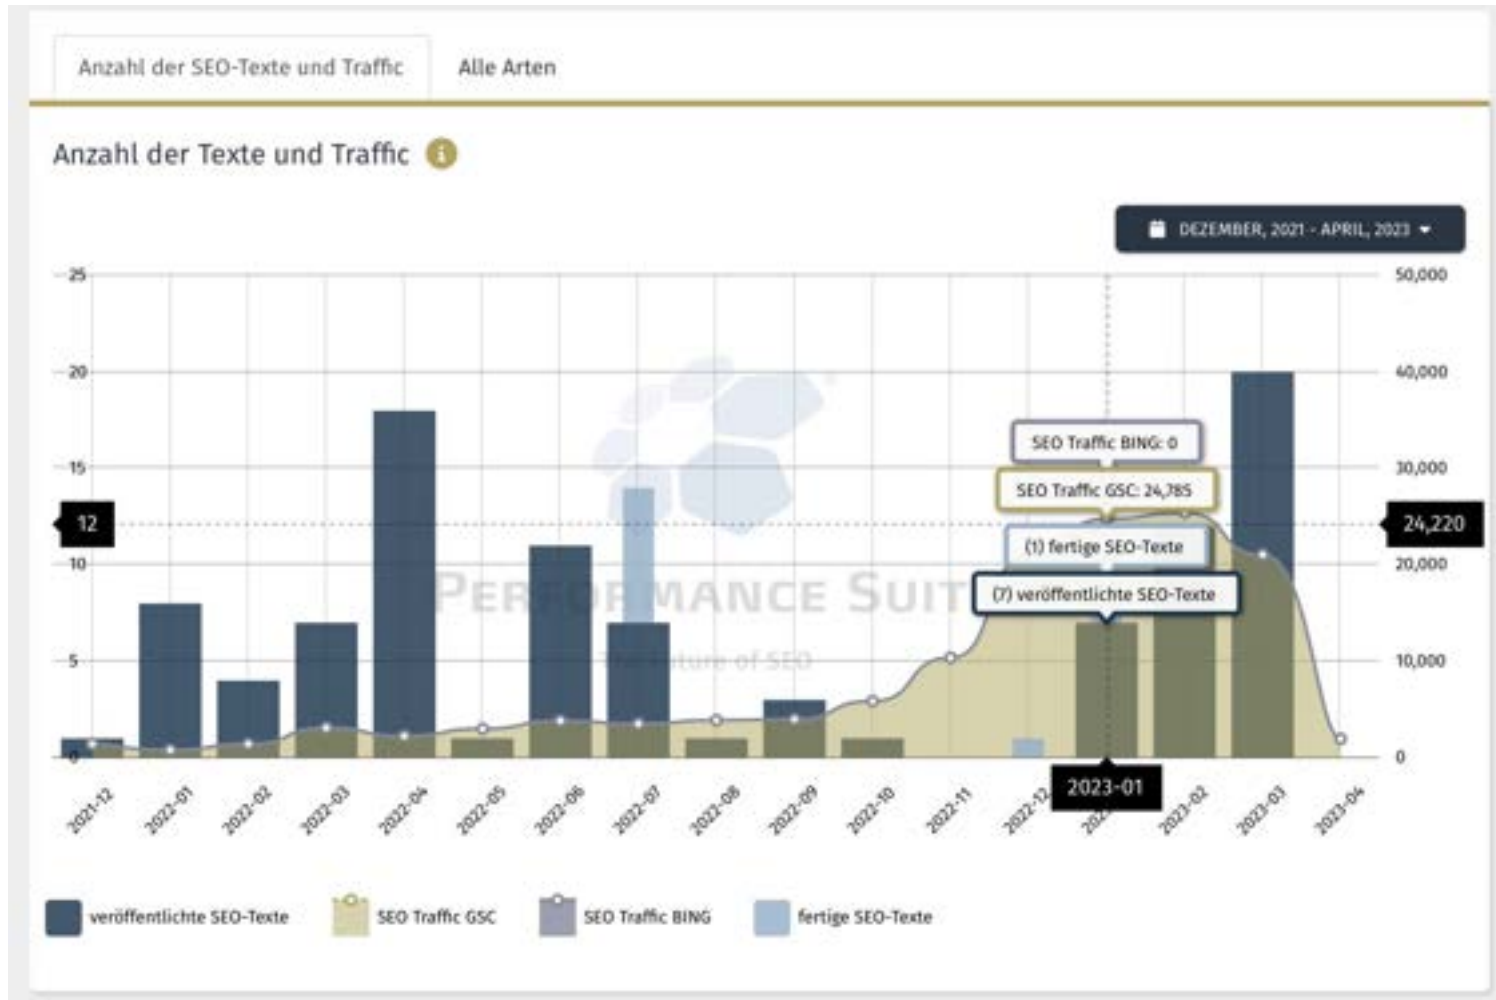 Anzahl der SEO-Texte und Traffic
Alle Arten
Anzahl der Texte und Traffic
DEZEMBER, 2021 - APRIL, 2023
25
50,000
20
40,000
SEO Traffic BING: 0
15
30,000
SEO Traffic GSC: 24,785
12
24,220
(1) fertige SEO-Texte
10
20,000
PERFORMANCE SUIT
(7) veröffentlichte SEO-Texte
5
uture of SEO
10,000
0
0
2021-12
2022-01
2022-02
2022-03
2022-04
2022-05
2022-06
2022-07
2022-08
2022-09
2022-10
2022-11
2022-12
2023-01
2023-02
2023-03
2023-04
veröffentlichte SEO-Texte
SEO Traffic GSC
SEO Traffic BING
fertige SEO-Texte